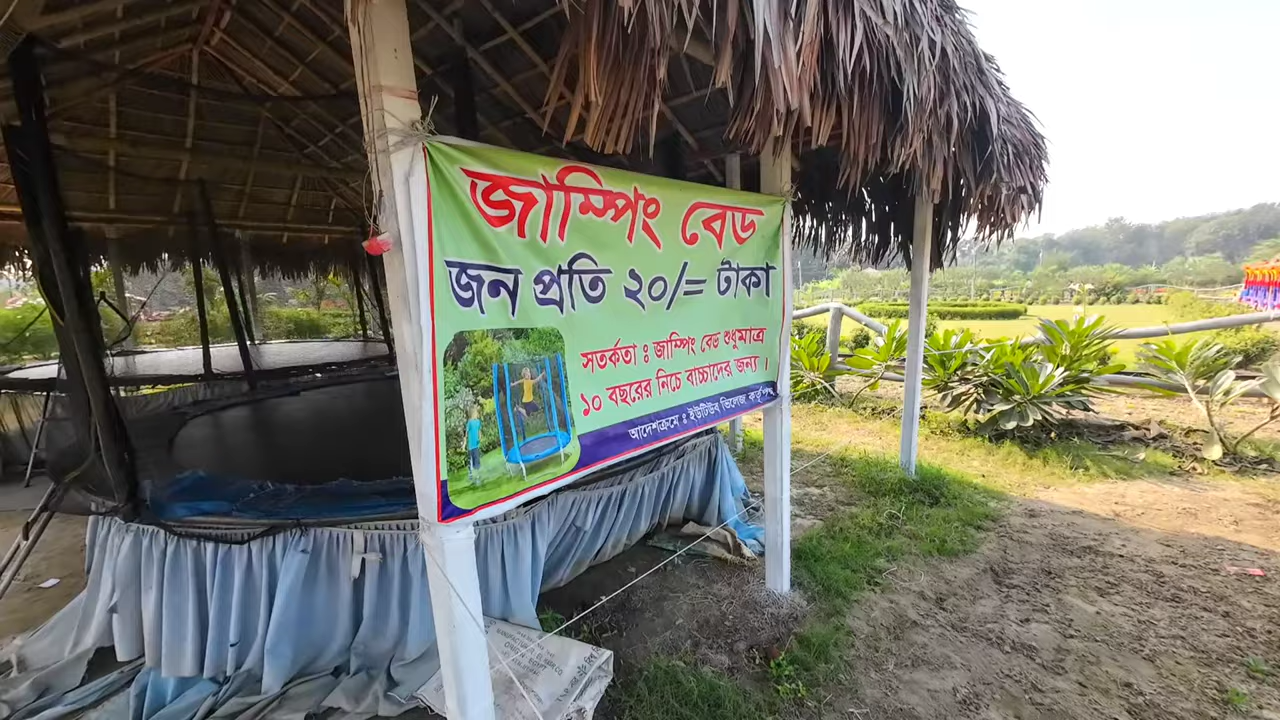 জাম্পিং বেড
জন প্রতি ২০/= টাকা
সতর্কতা ঃ জাম্পিং বেড শুধুমাত্র
১০ বছরের নিচে বাচ্চাদের জন্য ।
আদেশক্রমে ঃ ইউটিউব ভিলেজ কর্তৃপক্ষ